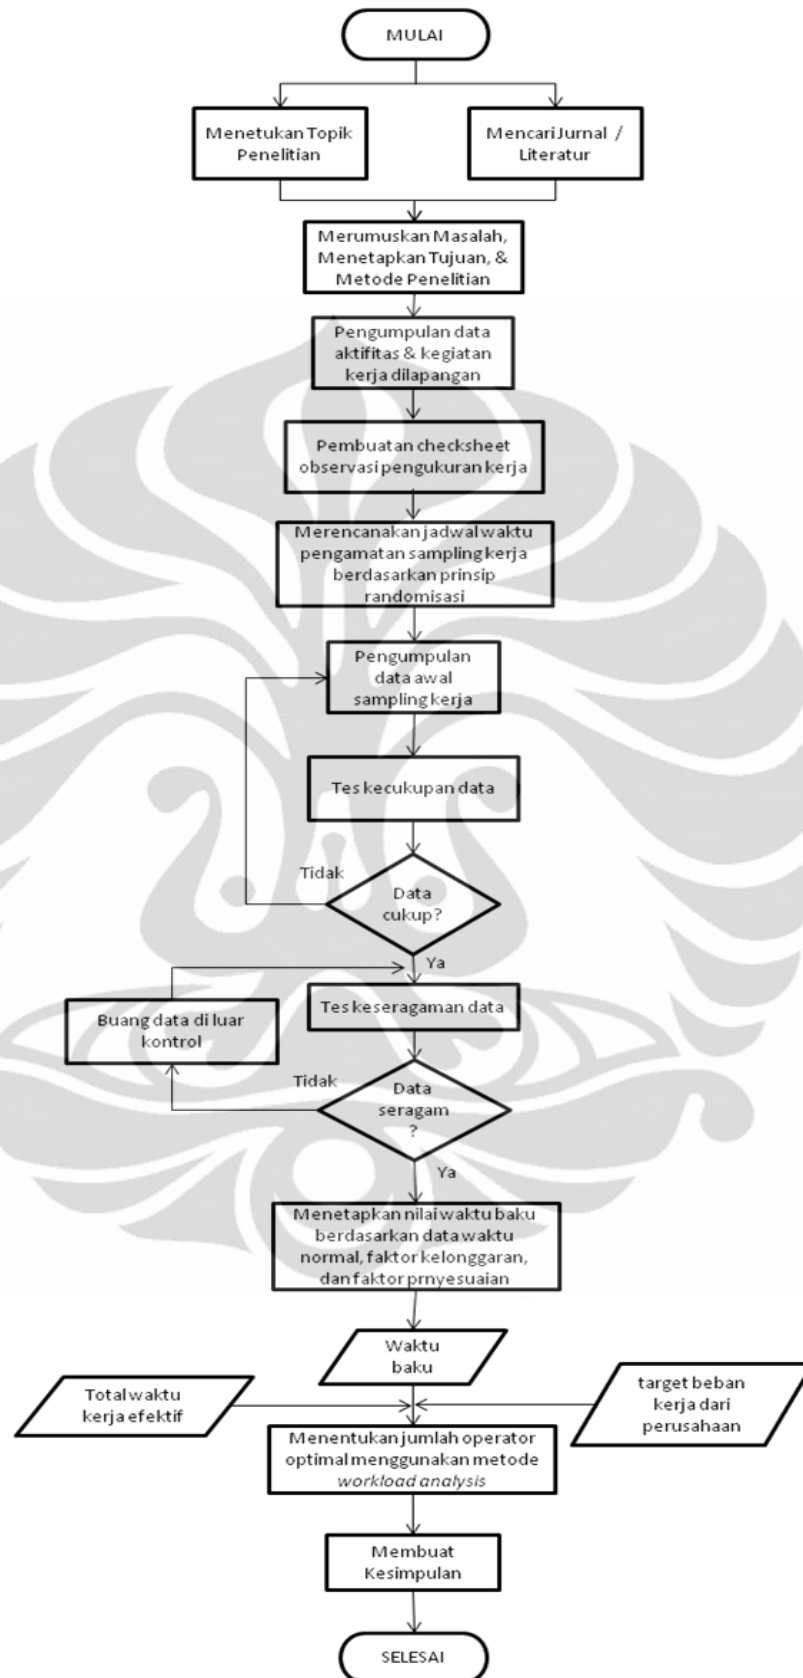 MULAI
Menetukan Topik
Penelitian
Mencari Jurnal /
Literatur
Merumuskan Masalah,
Menetapkan Tujuan, &
Metode Penelitian
Pengumpulan data
aktifitas & kegiatan
kerja dilapangan
Pembuatan checksheet
observasi pengukuran kerja
Merencanakan jadwal waktu
pengamatan sampling kerja
berdasarkan prinsip
randomisasi
Pengumpulan
data awal
sampling kerja
Tes kecukupan data
Tidak
Data
cukup?
Ya
Tes keseragaman data
Buang data di luar
kontrol
Tidak
Data
seragam
?
Ya
Menetapkan nilai waktu baku
berdasarkan data waktu
normal, faktor kelonggaran,
dan faktor prnyesuaian
Waktu
baku
Total waktu
kerja efektif
target beban
kerja dari
perusahaan
Menentukan jumlah operator
optimal menggunakan metode
workload analysis
Membuat
Kesimpulan
SELESAI